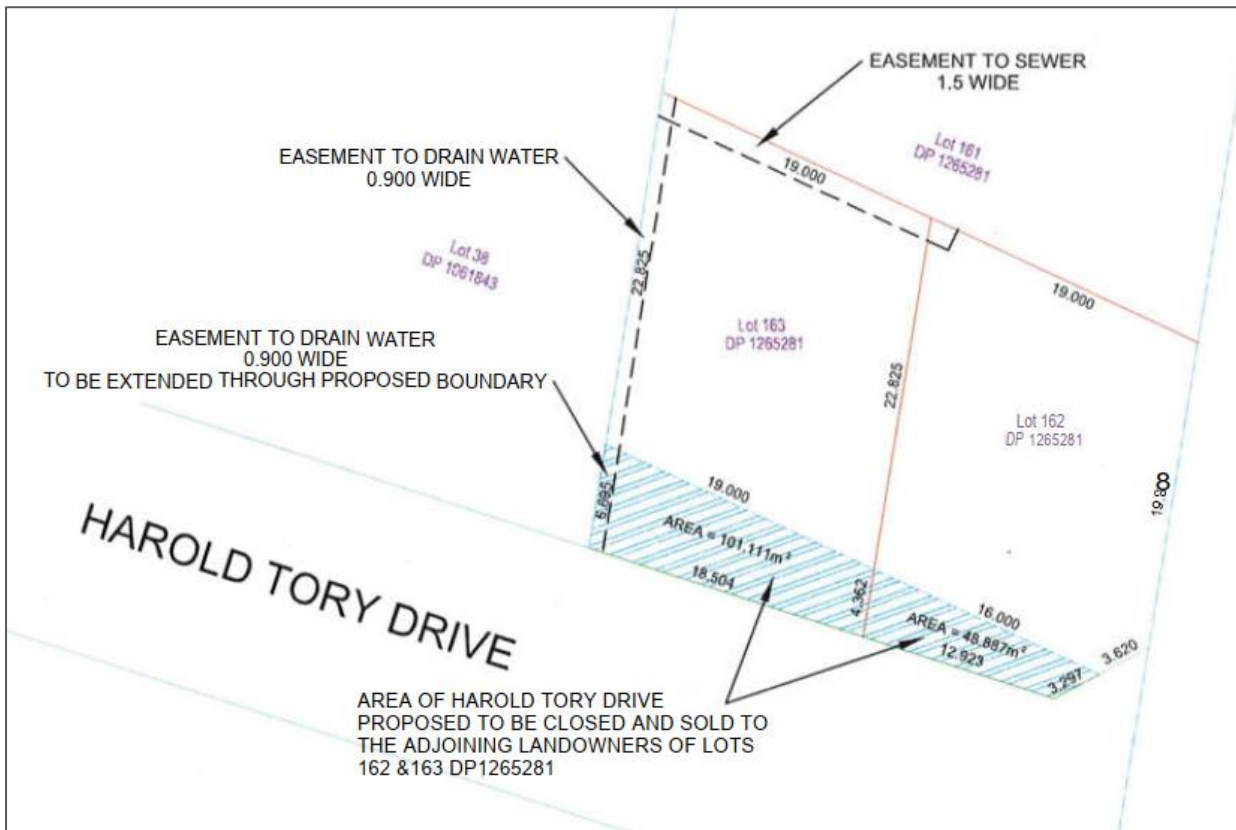 EASEMENT TO SEWER
1.5 WIDE
Lot 161
DP 1265281
EASEMENT TO DRAIN WATER
0.900 WIDE
19.000
Lot 38
DP 1061843
22.825
19.000
Lot 163
DP 1265281
EASEMENT TO DRAIN WATER
0.900 WIDE
TO BE EXTENDED THROUGH PROPOSED BOUNDARY
22.825
Lot 162
DP 1265281
19.800
19.000
6.695
AREA = 101.111m²
18.504
4.362
16.000
AREA = 48.887m²
12.923
3.297
3.620
HAROLD TORY DRIVE
AREA OF HAROLD TORY DRIVE
PROPOSED TO BE CLOSED AND SOLD TO
THE ADJOINING LANDOWNERS OF LOTS
162 &163 DP1265281